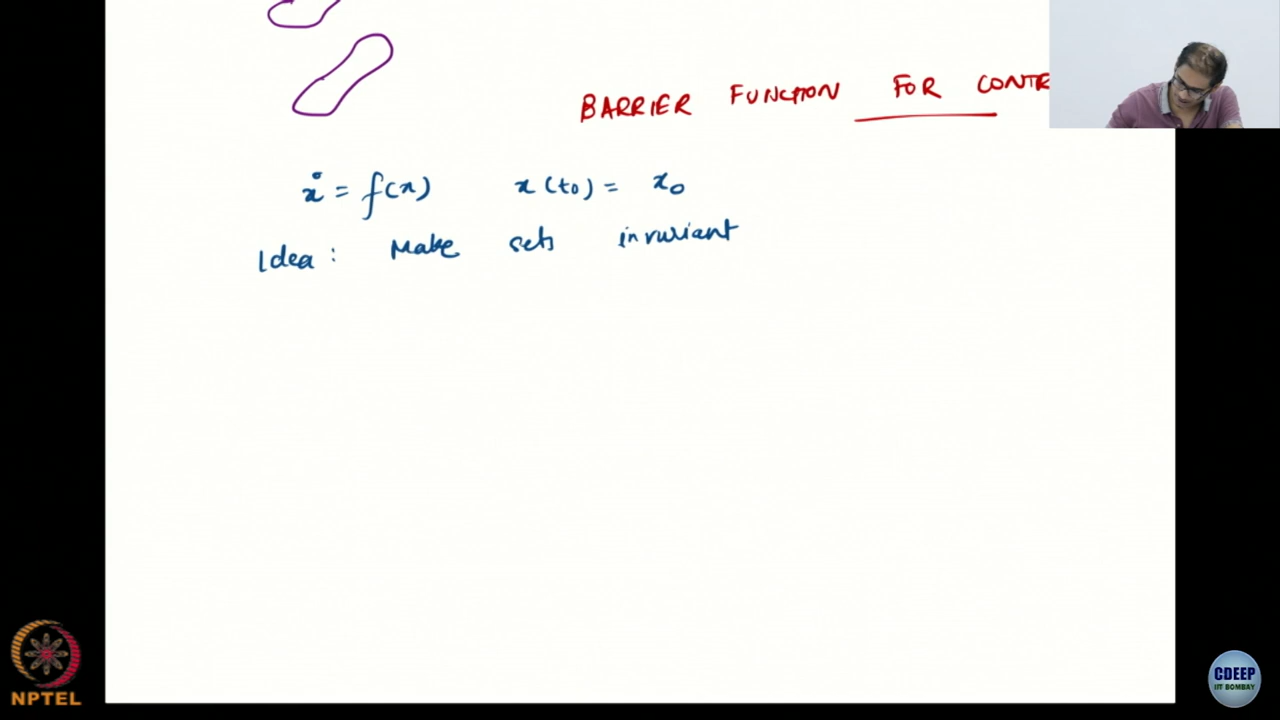 BARRIER FUNCTION FOR CONTR
ẋ = f(x) x(t₀) = x₀
Idea : Make sets invariant
NPTEL
CDEEP
IIT BOMBAY